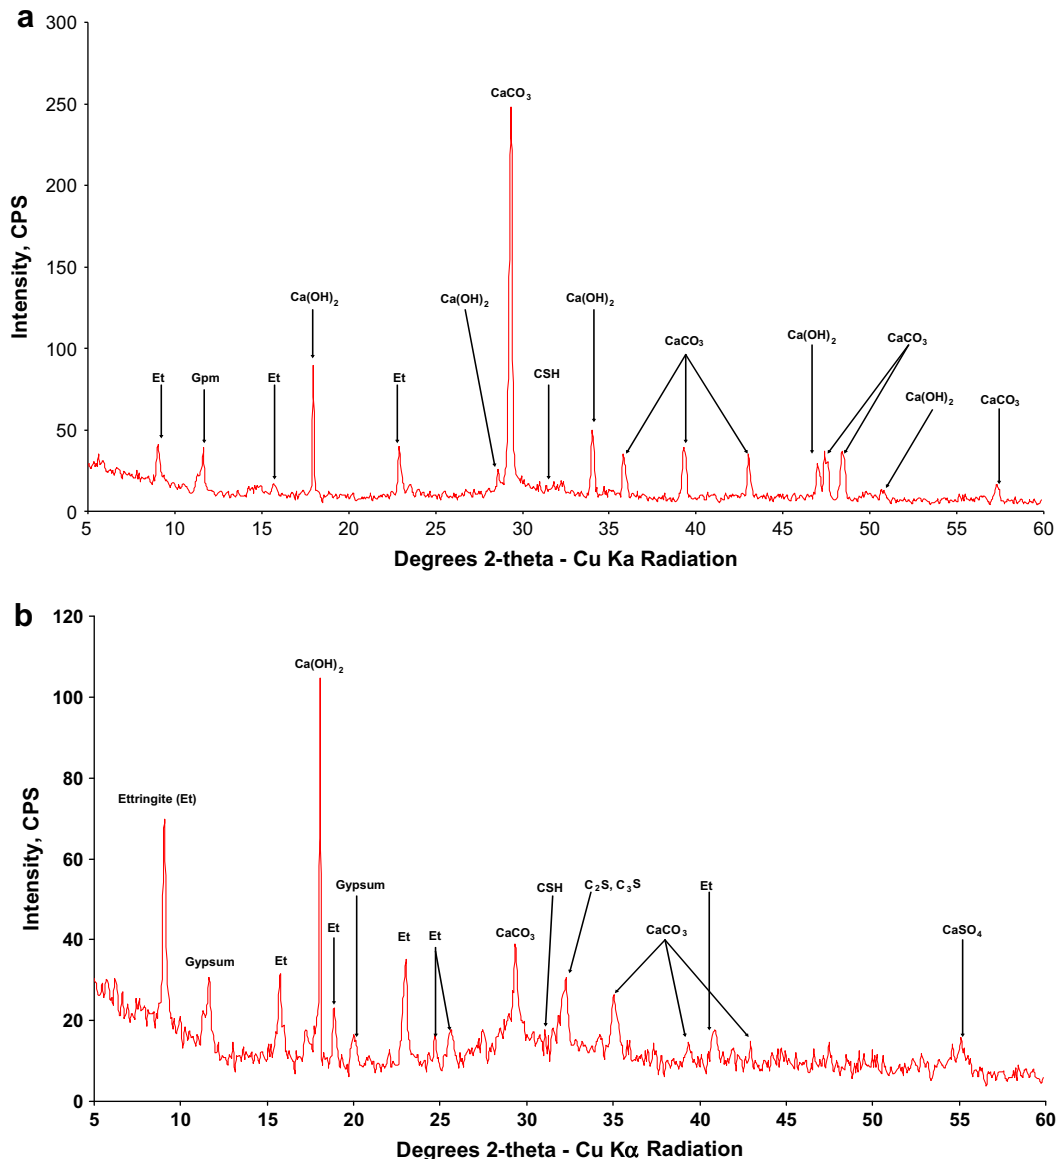 a
300
250
200
150
100
50
0
Intensity, CPS
CaCO₃
Ca(OH)₂
Ca(OH)₂
Ca(OH)₂
CaCO₃
Ca(OH)₂
CaCO₃
Et
Gpm
Et
Et
CSH
Ca(OH)₂
CaCO₃
5 10 15 20 25 30 35 40 45 50 55 60
Degrees 2-theta - Cu Ka Radiation
b
120
100
80
60
40
20
0
Intensity, CPS
Ca(OH)₂
Ettringite (Et)
Gypsum
C₂S, C₃S
CSH
Et
Et
Et
Et
CaCO₃
CaCO₃
CaSO₄
Gypsum
Et
5 10 15 20 25 30 35 40 45 50 55 60
Degrees 2-theta - Cu Kα Radiation